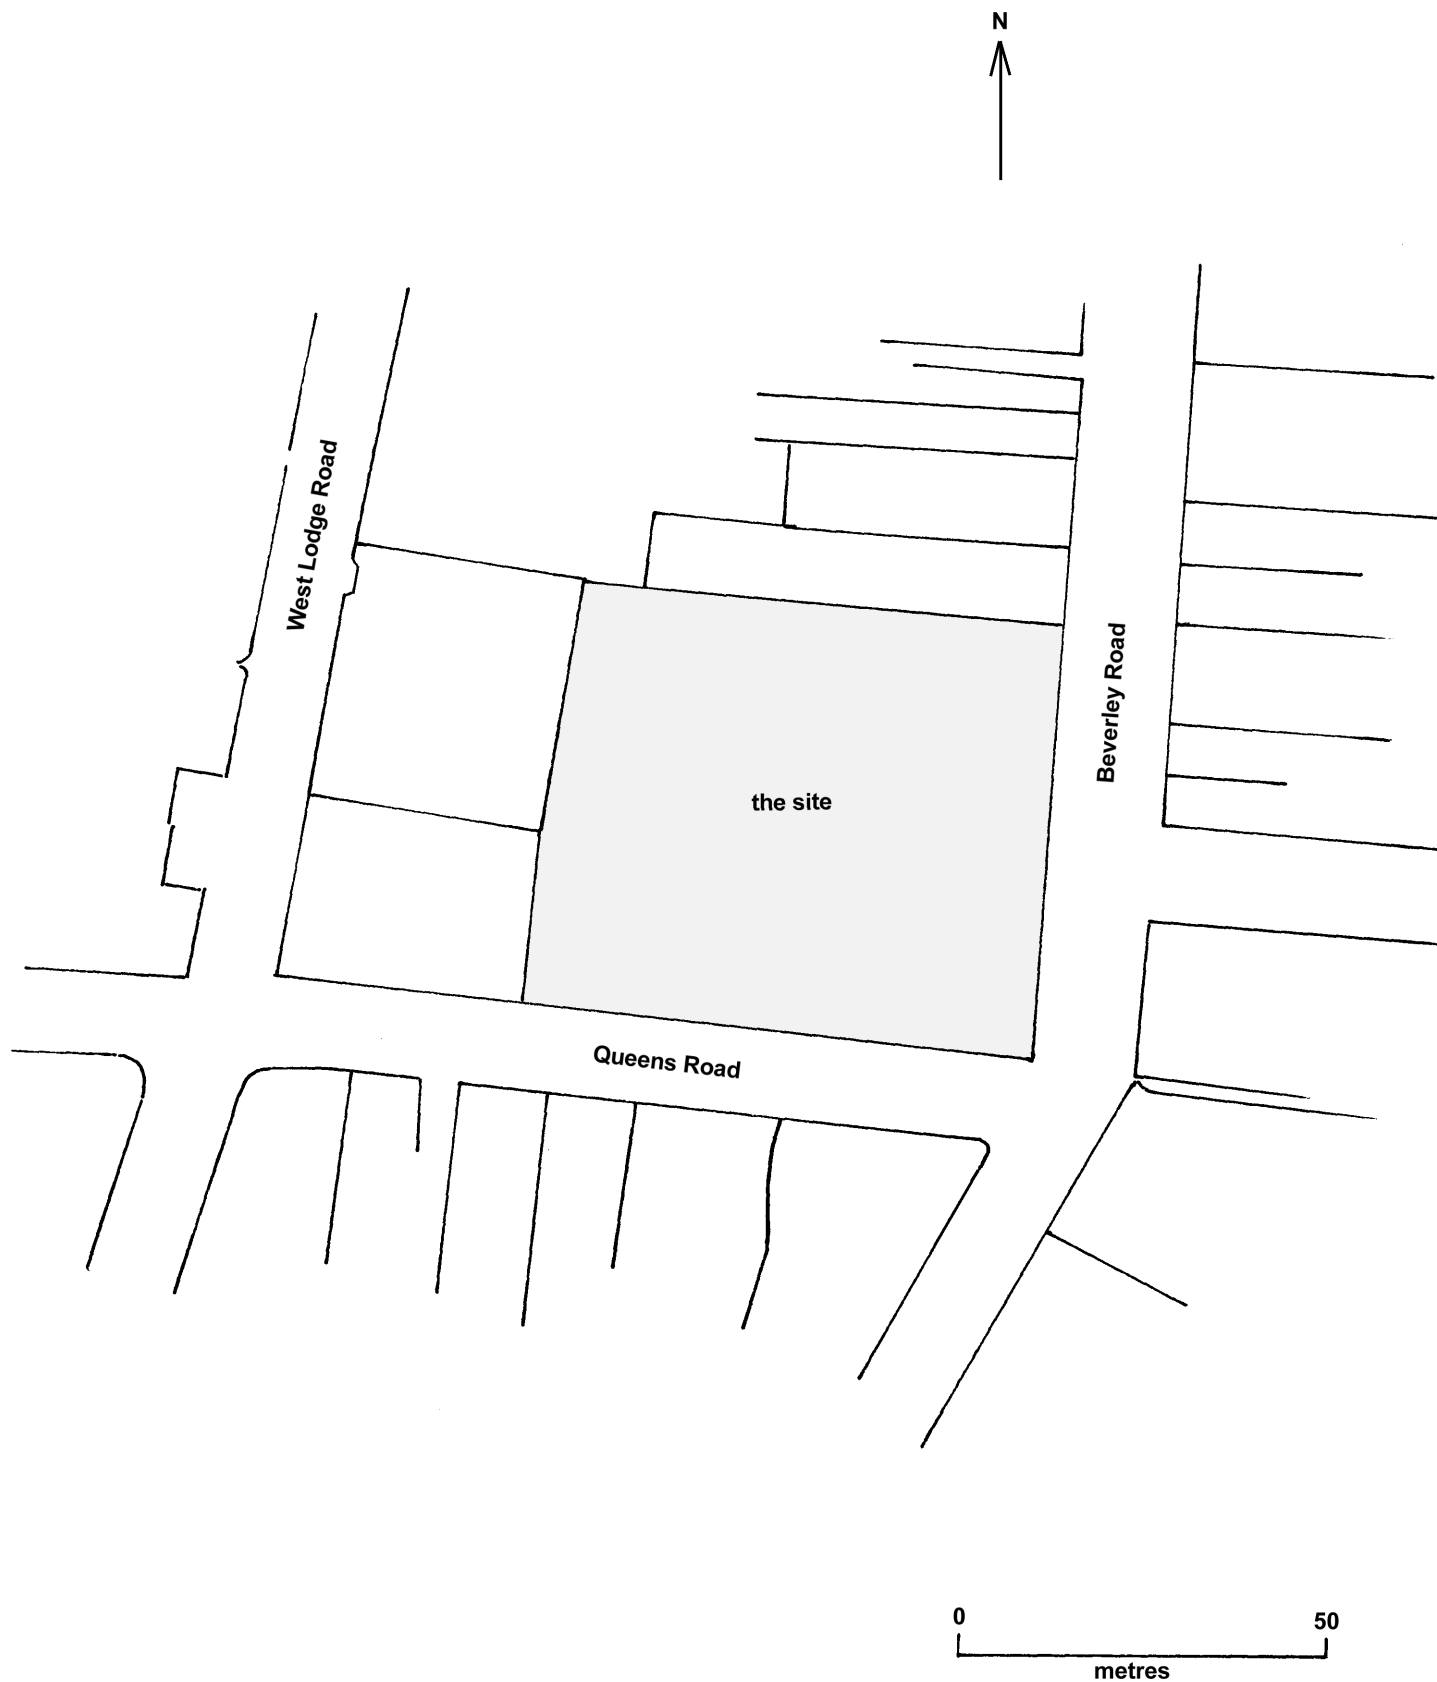 N
West Lodge Road
Beverley Road
the site
Queens Road
0
50
metres